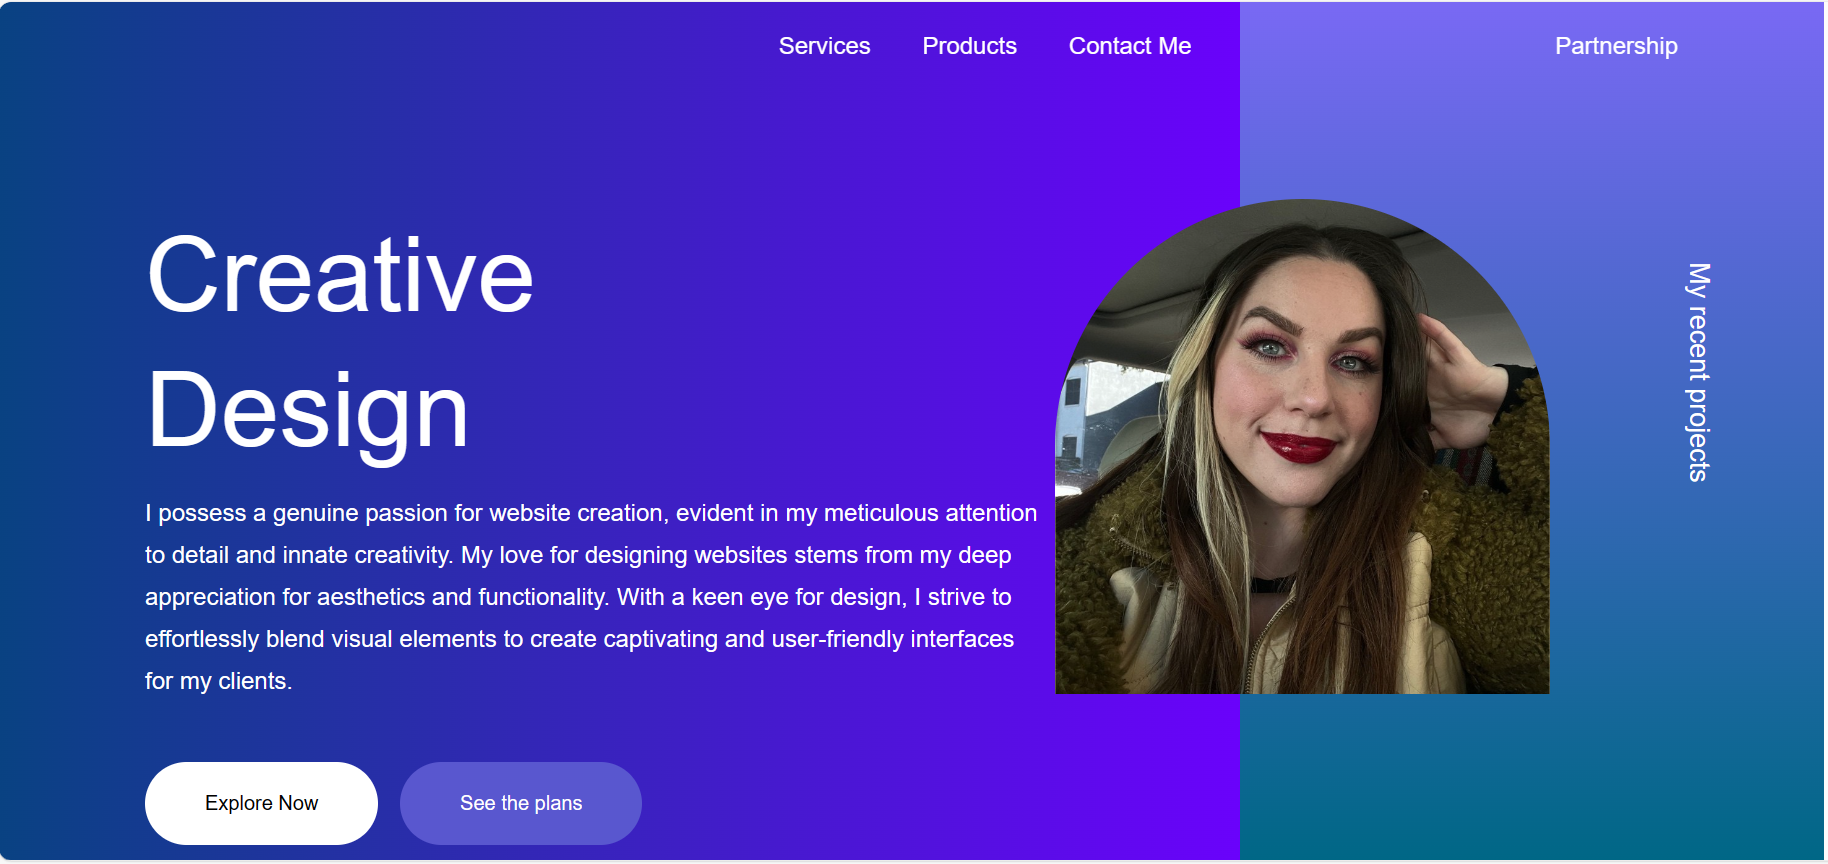 Services Products Contact Me Partnership
Creative
Design
My recent projects
I possess a genuine passion for website creation, evident in my meticulous attention
to detail and innate creativity. My love for designing websites stems from my deep
appreciation for aesthetics and functionality. With a keen eye for design, I strive to
effortlessly blend visual elements to create captivating and user-friendly interfaces
for my clients.
Explore Now See the plans